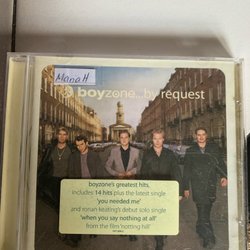 Mana H
boyzone...by request
boyzone's greatest hits,
includes 14 hits plus the latest single
'you needed me'
and ronan keating's debut solo single
'when you say nothing at all'
from the film 'notting hill'